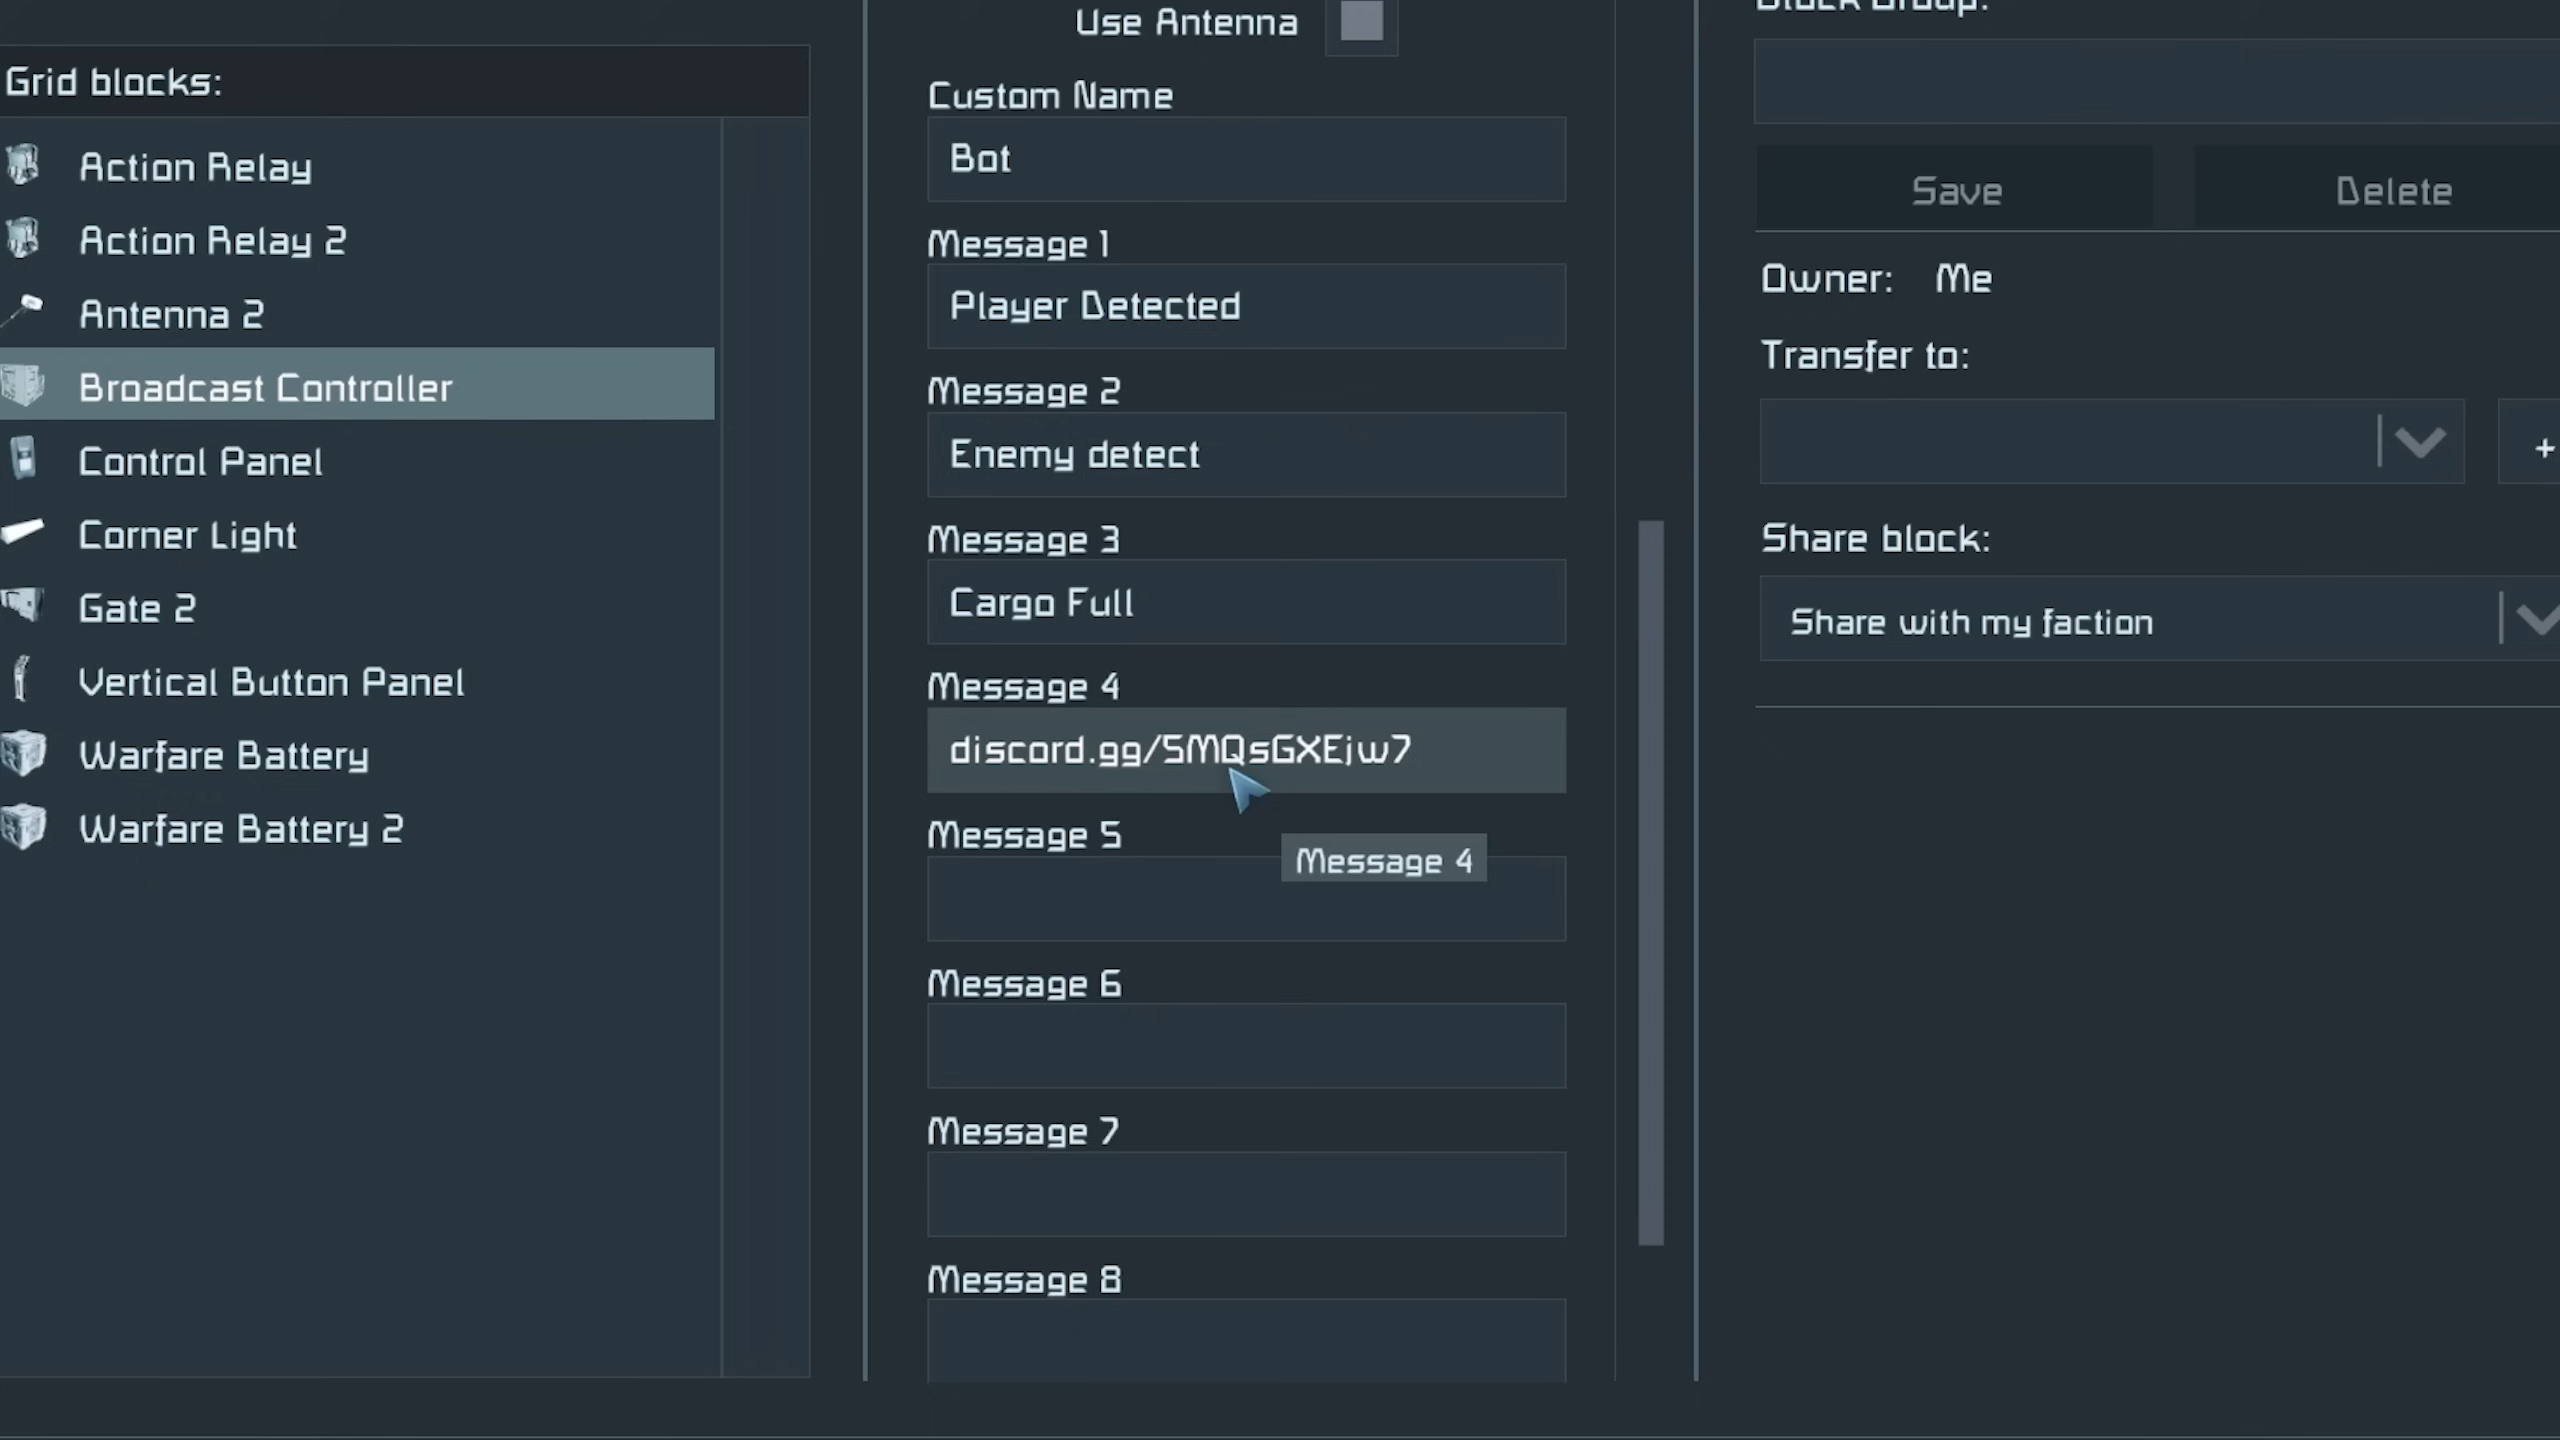 Use Antenna
Grid blocks:
Action Relay
Action Relay 2
Antenna 2
Broadcast Controller
Control Panel
Corner Light
Gate 2
Vertical Button Panel
Warfare Battery
Warfare Battery 2
Custom Name
Bot
Message 1
Player Detected
Message 2
Enemy detect
Message 3
Cargo Full
Message 4
discord.gg/5MQsGXEjw7
Message 5
Message 4
Message 6
Message 7
Message 8
Block Group:
Save
Delete
Owner: Me
Transfer to:
+
Share block:
Share with my faction